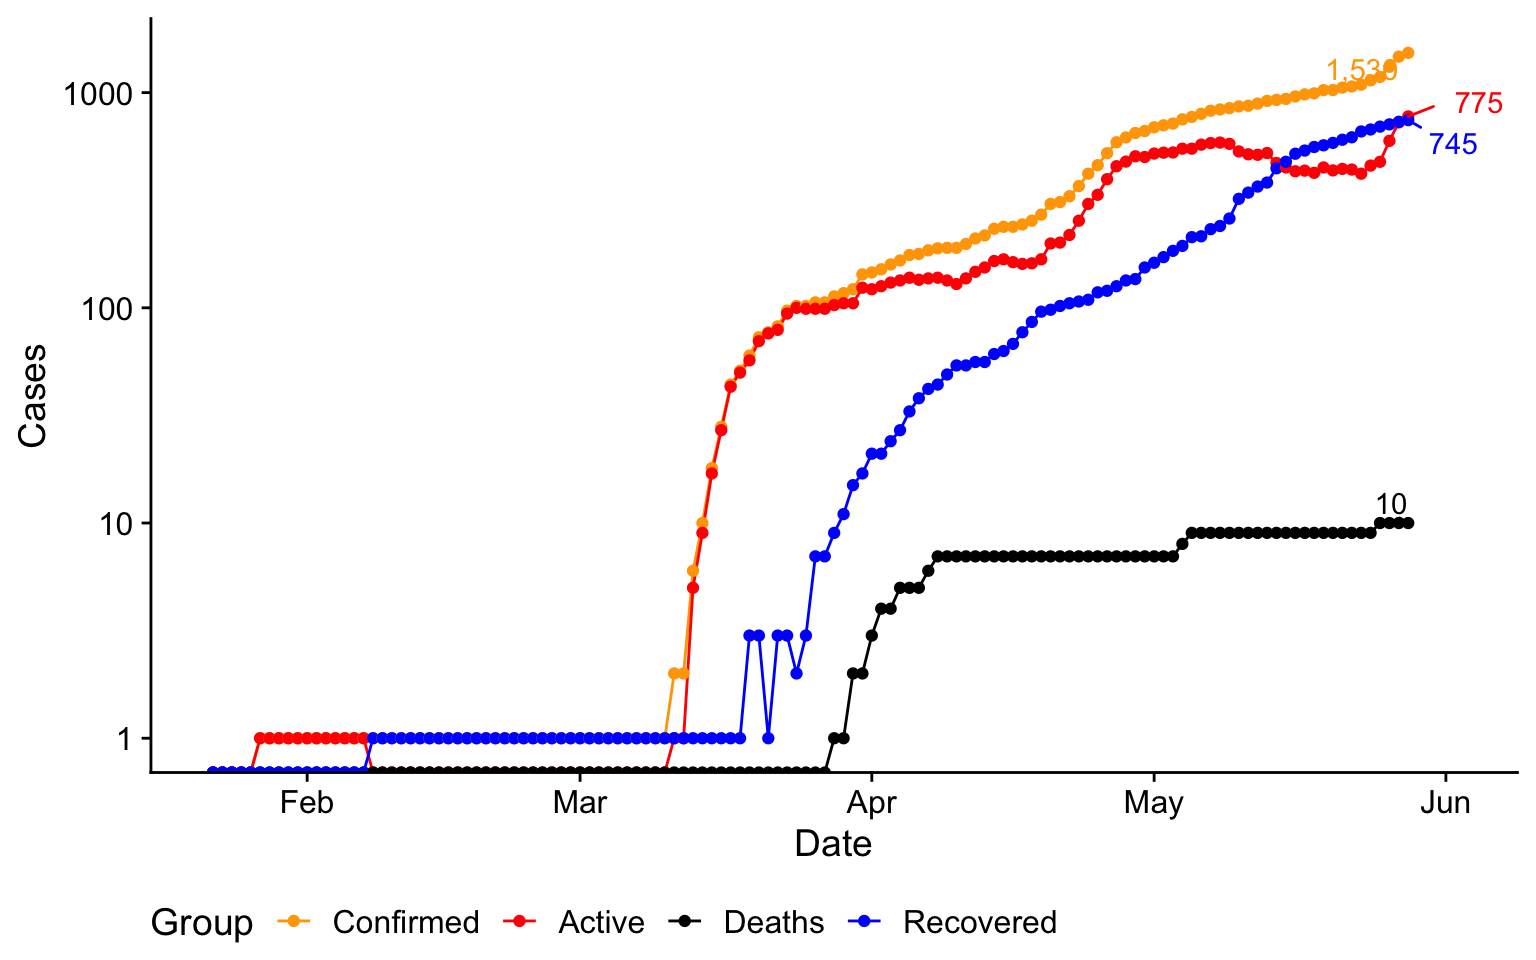 1000
100
10
1
Cases
1,530
775
745
10
Feb Mar Apr May Jun
Date
Group Confirmed Active Deaths Recovered